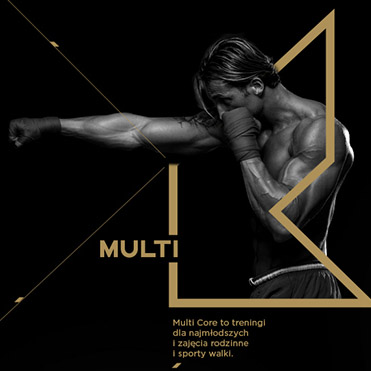 MULTI
Multi Core to treningi
dla najmłodszych
I zajęcia rodzinne
i sporty walki.